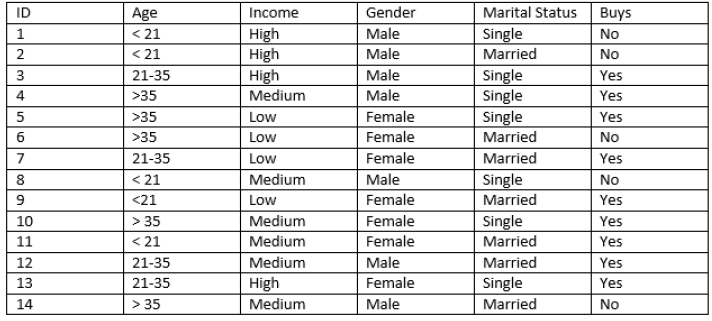 ID Age Income Gender Marital Status Buys
1 < 21 High Male Single No
2 < 21 High Male Married No
3 21-35 High Male Single Yes
4 >35 Medium Male Single Yes
5 >35 Low Female Single Yes
6 >35 Low Female Married No
7 21-35 Low Female Married Yes
8 < 21 Medium Male Single No
9 <21 Low Female Married Yes
10 > 35 Medium Female Single Yes
11 < 21 Medium Female Married Yes
12 21-35 Medium Male Married Yes
13 21-35 High Female Single Yes
14 > 35 Medium Male Married No